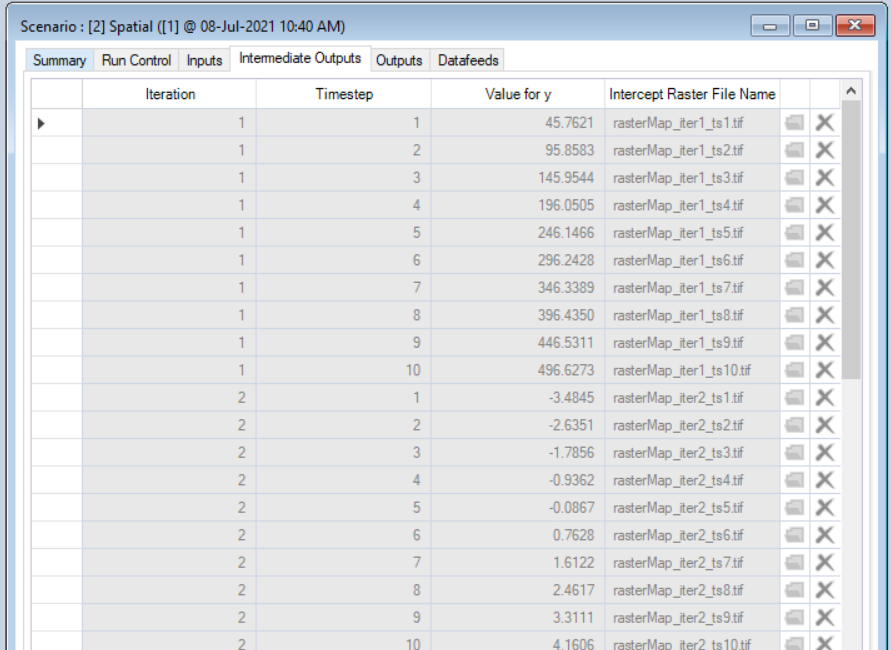 Scenario : [2] Spatial ([1] @ 08-Jul-2021 10:40 AM)
Summary Run Control Inputs Intermediate Outputs Outputs Datafeeds
Iteration Timestep Value for y Intercept Raster File Name
1 1 45.7621 rasterMap_iter1_ts1.tif
1 2 95.8583 rasterMap_iter1_ts2.tif
1 3 145.9544 rasterMap_iter1_ts3.tif
1 4 196.0505 rasterMap_iter1_ts4.tif
1 5 246.1466 rasterMap_iter1_ts5.tif
1 6 296.2428 rasterMap_iter1_ts6.tif
1 7 346.3389 rasterMap_iter1_ts7.tif
1 8 396.4350 rasterMap_iter1_ts8.tif
1 9 446.5311 rasterMap_iter1_ts9.tif
1 10 496.6273 rasterMap_iter1_ts10.tif
2 1 -3.4845 rasterMap_iter2_ts1.tif
2 2 -2.6351 rasterMap_iter2_ts2.tif
2 3 -1.7856 rasterMap_iter2_ts3.tif
2 4 -0.9362 rasterMap_iter2_ts4.tif
2 5 -0.0867 rasterMap_iter2_ts5.tif
2 6 0.7628 rasterMap_iter2_ts6.tif
2 7 1.6122 rasterMap_iter2_ts7.tif
2 8 2.4617 rasterMap_iter2_ts8.tif
2 9 3.3111 rasterMap_iter2_ts9.tif
2 10 4.1606 rasterMap_iter2_ts10.tif